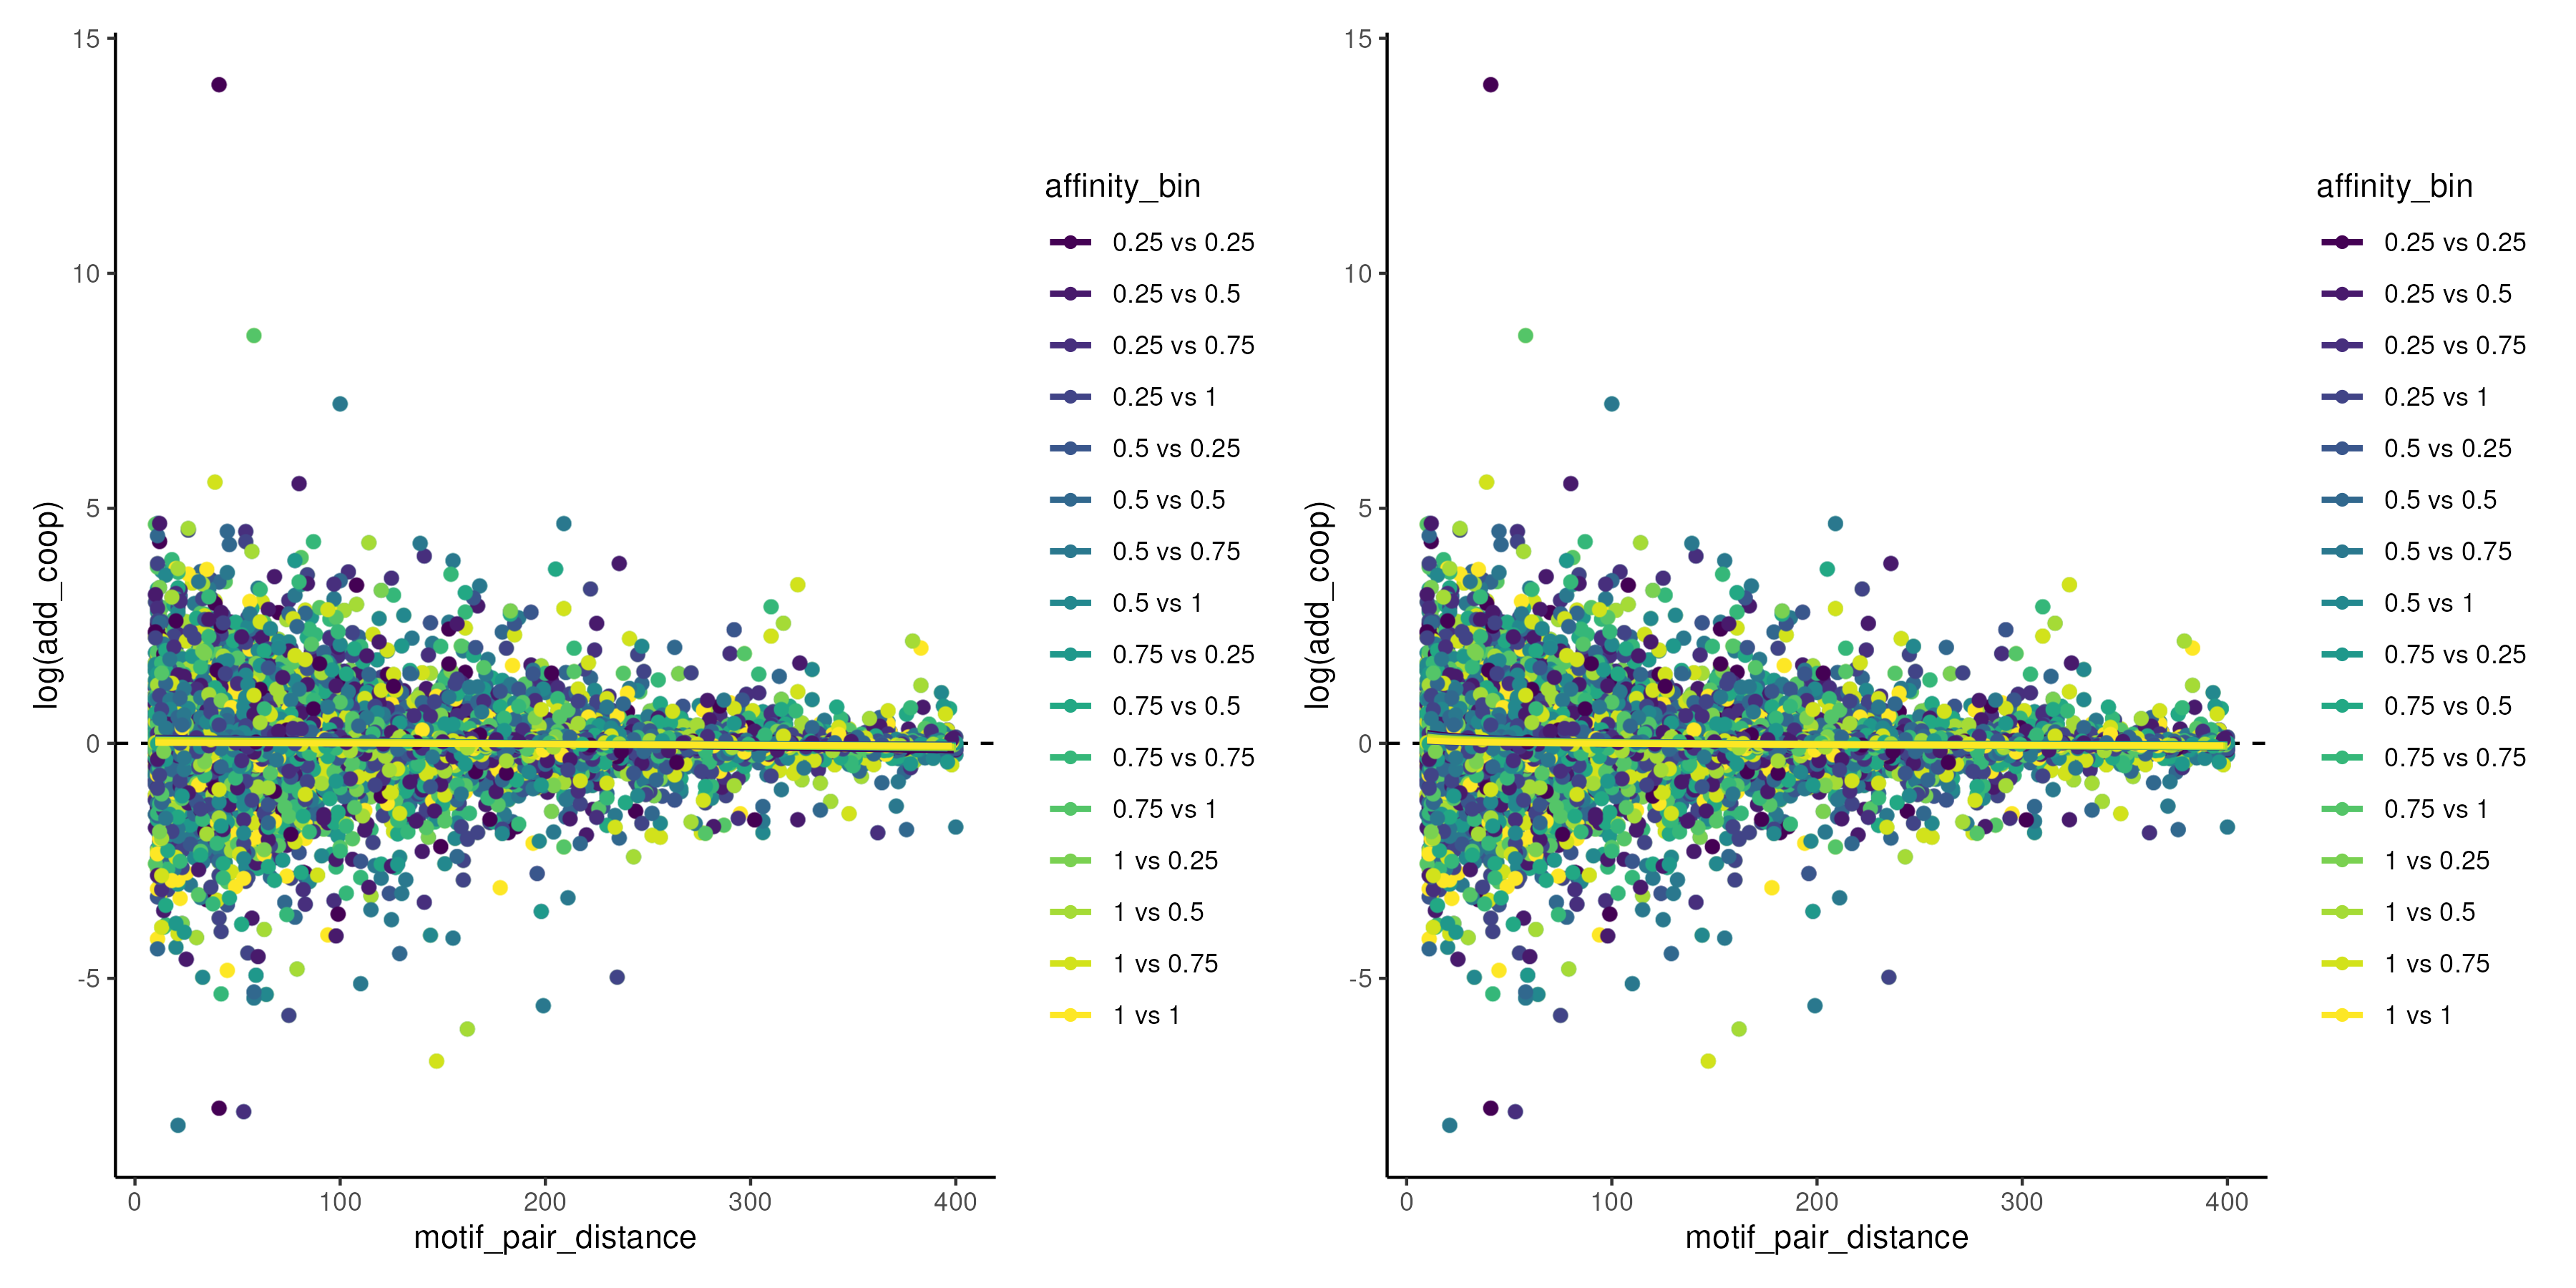 15
10
5
0
-5
log(add_coop)
0
100
200
300
400
motif_pair_distance
affinity_bin
0.25 vs 0.25
0.25 vs 0.5
0.25 vs 0.75
0.25 vs 1
0.5 vs 0.25
0.5 vs 0.5
0.5 vs 0.75
0.5 vs 1
0.75 vs 0.25
0.75 vs 0.5
0.75 vs 0.75
0.75 vs 1
1 vs 0.25
1 vs 0.5
1 vs 0.75
1 vs 1
15
10
5
0
-5
log(add_coop)
0
100
200
300
400
motif_pair_distance
affinity_bin
0.25 vs 0.25
0.25 vs 0.5
0.25 vs 0.75
0.25 vs 1
0.5 vs 0.25
0.5 vs 0.5
0.5 vs 0.75
0.5 vs 1
0.75 vs 0.25
0.75 vs 0.5
0.75 vs 0.75
0.75 vs 1
1 vs 0.25
1 vs 0.5
1 vs 0.75
1 vs 1